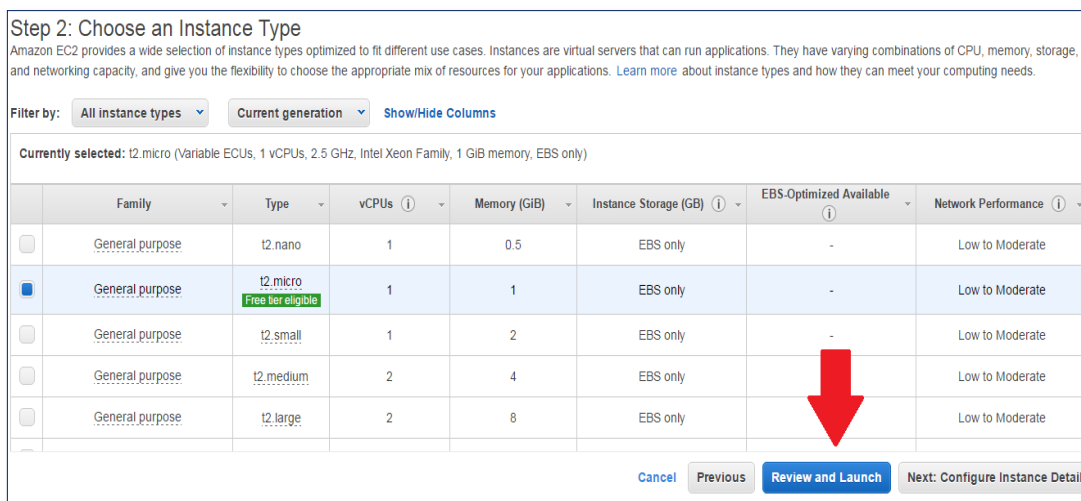 Step 2: Choose an Instance Type
Amazon EC2 provides a wide selection of instance types optimized to fit different use cases. Instances are virtual servers that can run applications. They have varying combinations of CPU, memory, storage,
and networking capacity, and give you the flexibility to choose the appropriate mix of resources for your applications. Learn more about instance types and how they can meet your computing needs.
Filter by: All instance types Current generation Show/Hide Columns
Currently selected: t2.micro (Variable ECUs, 1 vCPUs, 2.5 GHz, Intel Xeon Family, 1 GiB memory, EBS only)
Family Type vCPUs Memory (GiB) Instance Storage (GB) EBS-Optimized Available Network Performance
General purpose t2.nano 1 0.5 EBS only - Low to Moderate
General purpose t2.micro 1 1 EBS only - Low to Moderate
Free tier eligible
General purpose t2.small 1 2 EBS only - Low to Moderate
General purpose t2.medium 2 4 EBS only Low to Moderate
General purpose t2.large 2 8 EBS only Low to Moderate
Cancel Previous Review and Launch Next: Configure Instance Detail